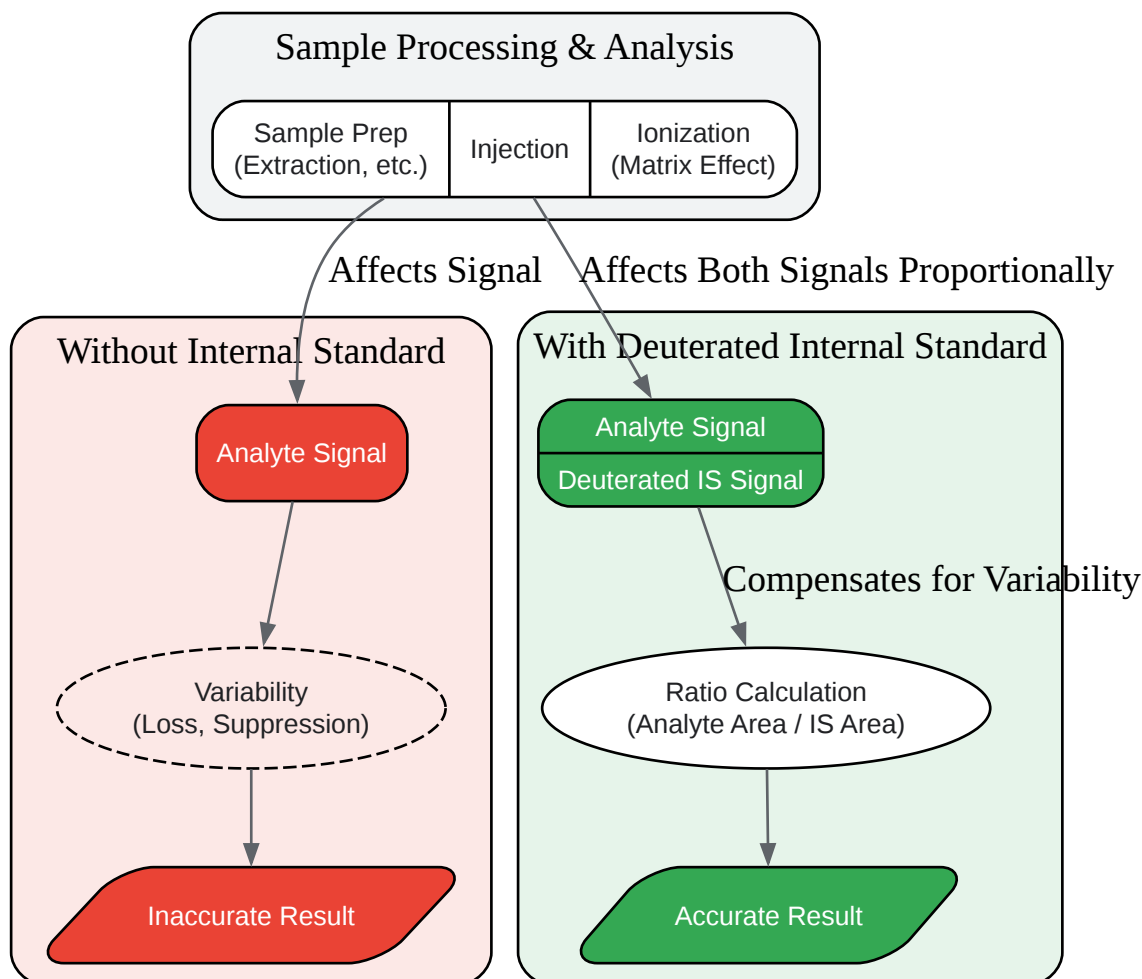 Sample Processing & Analysis
Sample Prep
(Extraction, etc.)
Injection
Ionization
(Matrix Effect)
Affects Signal
Affects Both Signals Proportionally
Without Internal Standard
Analyte Signal
Variability
(Loss, Suppression)
Inaccurate Result
With Deuterated Internal Standard
Analyte Signal
Deuterated IS Signal
Compensates for Variability
Ratio Calculation
(Analyte Area / IS Area)
Accurate Result